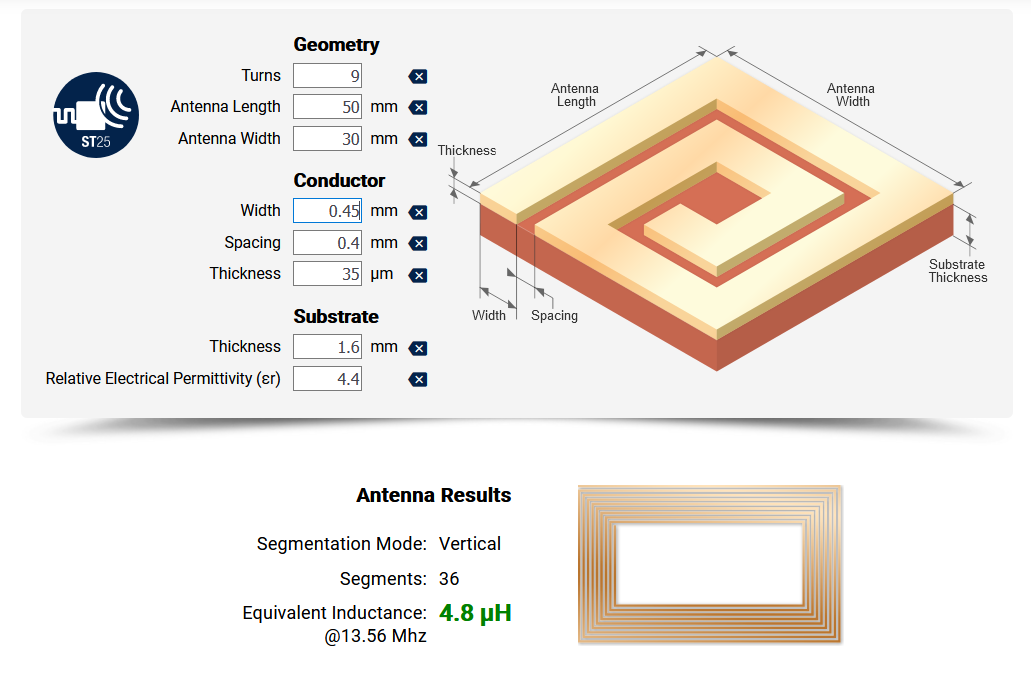 Geometry
Turns 9
Antenna Length 50 mm
Antenna Width 30 mm
Conductor
Width 0.45 mm
Spacing 0.4 mm
Thickness 35 µm
Substrate
Thickness 1.6 mm
Relative Electrical Permittivity (εr) 4.4
ST25
Antenna
Length
Antenna
Width
Thickness
Width
Spacing
Substrate
Thickness
Antenna Results
Segmentation Mode: Vertical
Segments: 36
Equivalent Inductance: 4.8 µH
@13.56 Mhz